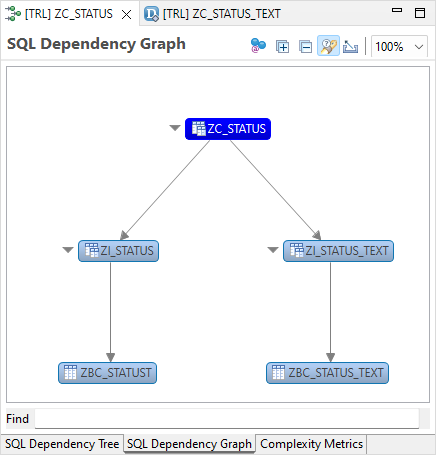 [TRL] ZC_STATUS [TRL] ZC_STATUS_TEXT
SQL Dependency Graph 100%
ZC_STATUS
ZI_STATUS ZI_STATUS_TEXT
ZBC_STATUST ZBC_STATUS_TEXT
Find
SQL Dependency Tree SQL Dependency Graph Complexity Metrics